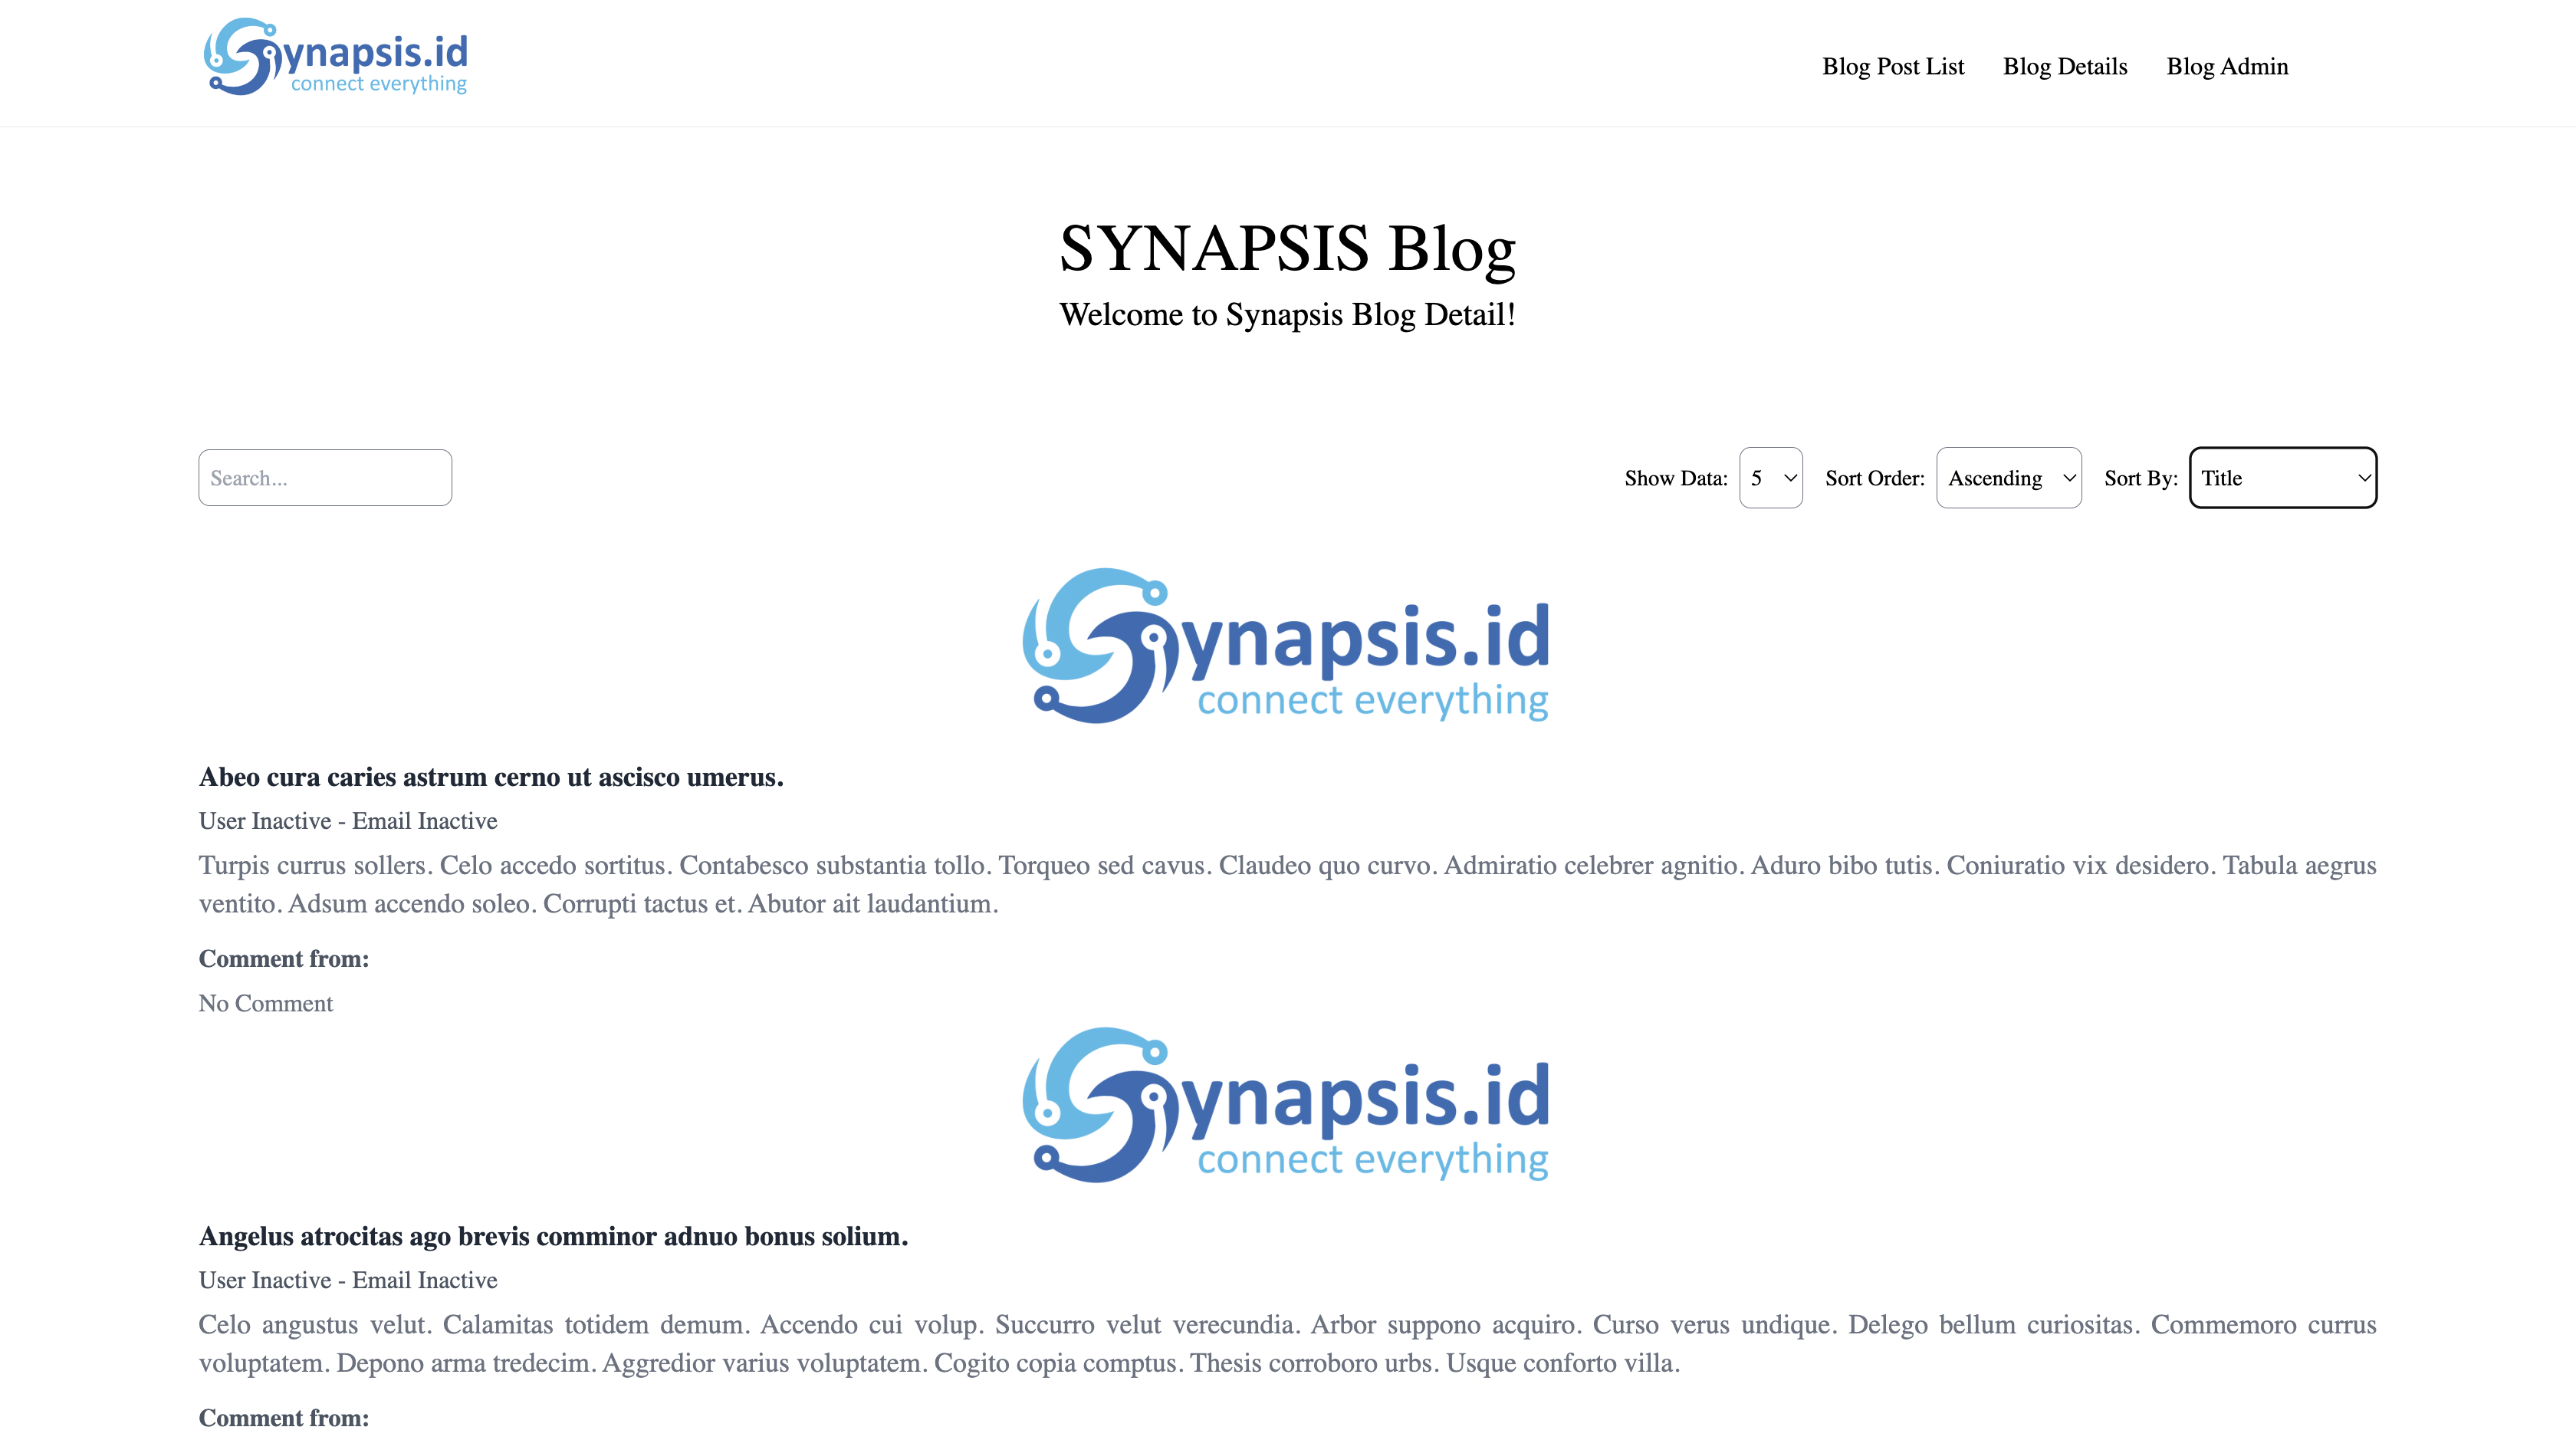 Synapsis.id
connect everything
Blog Post List Blog Details Blog Admin
SYNAPSIS Blog
Welcome to Synapsis Blog Detail!
Search...
Show Data: 5 Sort Order: Ascending Sort By: Title
Synapsis.id
connect everything
Abeo cura caries astrum cerno ut ascisco umerus.
User Inactive - Email Inactive
Turpis currus sollers. Celo accedo sortitus. Contabesco substantia tollo. Torqueo sed cavus. Claudeo quo curvo. Admiratio celebrer agnitio. Aduro bibo tutis. Coniuratio vix desidero. Tabula aegrus
ventito. Adsum accendo soleo. Corrupti tactus et. Abutor ait laudantium.
Comment from:
No Comment
Synapsis.id
connect everything
Angelus atrocitas ago brevis comminor adnuo bonus solium.
User Inactive - Email Inactive
Celo angustus velut. Calamitas totidem demum. Accendo cui volup. Succurro velut verecundia. Arbor suppono acquiro. Curso verus undique. Delego bellum curiositas. Commemoro currus
voluptatem. Depono arma tredecim. Aggredior varius voluptatem. Cogito copia comptus. Thesis corroboro urbs. Usque conforto villa.
Comment from: